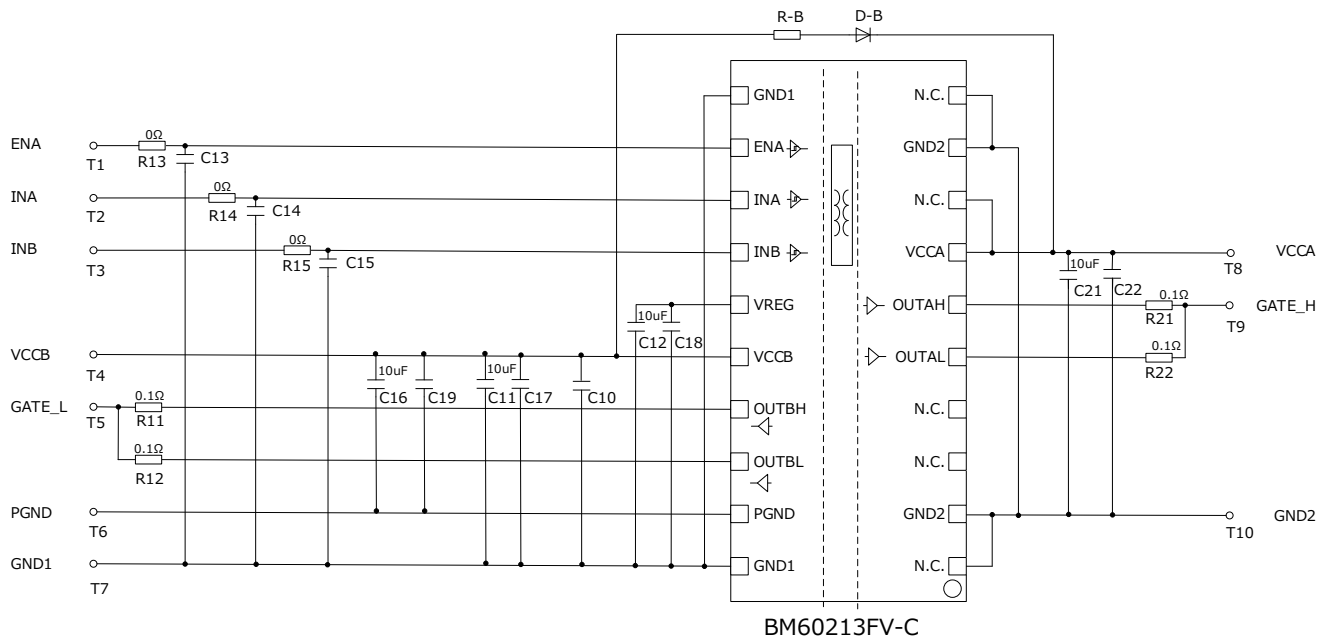 R-B D-B
GND1 N.C.
ENA T1 0Ω R13 C13 ENA GND2
INA T2 0Ω R14 C14 INA N.C.
INB T3 0Ω R15 C15 INB VCCA T8 VCCA
10uF C21 C22
VREG OUTAH 0.1Ω R21 T9 GATE_H
10uF C12 C18
VCCB T4 VCCB OUTAL 0.1Ω R22
10uF C16 C19 10uF C11 C17 C10
GATE_L T5 0.1Ω R11 OUTBH N.C.
0.1Ω R12 OUTBL N.C.
PGND T6 PGND GND2 T10 GND2
GND1 T7 GND1 N.C.
BM60213FV-C